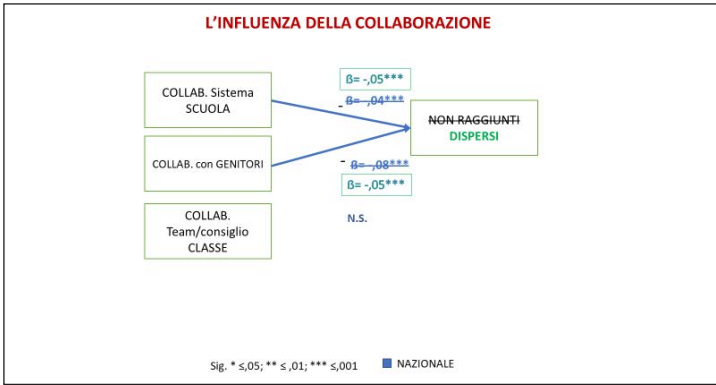 L'INFLUENZA DELLA COLLABORAZIONE
ß= -,05***
COLLAB. Sistema
SCUOLA
- ß= -,04***
NON RAGGIUNTI
DISPERSI
COLLAB. con GENITORI
- ß= -,08***
ß= -,05***
COLLAB.
Team/consiglio
CLASSE
N.S.
Sig. * ≤,05; ** ≤ ,01; *** ≤,001
NAZIONALE